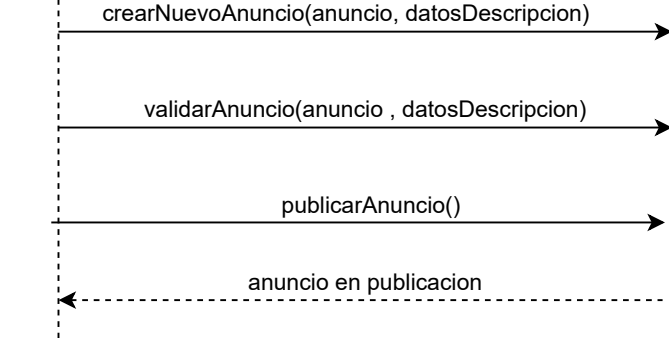 crearNuevoAnuncio(anuncio, datosDescripcion)
validarAnuncio(anuncio , datosDescripcion)
publicarAnuncio()
anuncio en publicacion